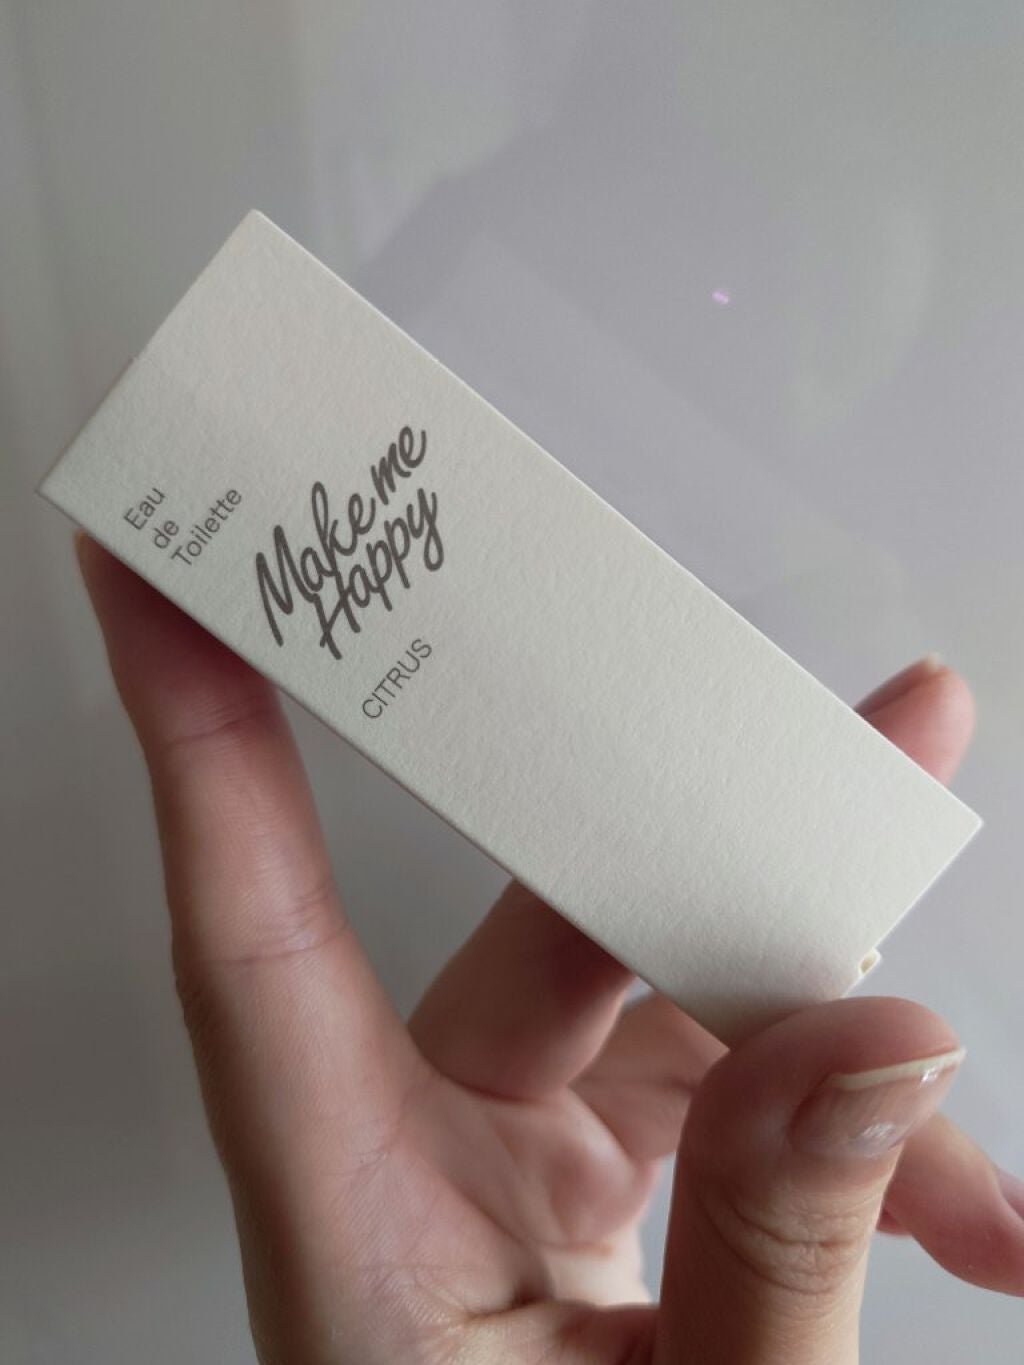 Eau
de
Toilette
Make me
Happy
CITRUS